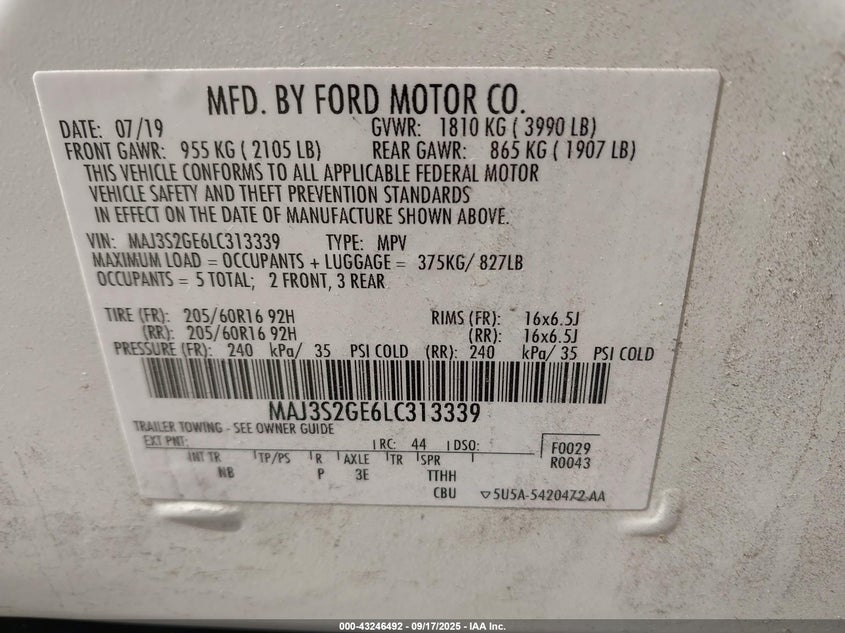 MFD. BY FORD MOTOR CO.
DATE: 07/19 GVWR: 1810 KG ( 3990 LB)
FRONT GAWR: 955 KG ( 2105 LB) REAR GAWR: 865 KG ( 1907 LB)
THIS VEHICLE CONFORMS TO ALL APPLICABLE FEDERAL MOTOR
VEHICLE SAFETY AND THEFT PREVENTION STANDARDS
IN EFFECT ON THE DATE OF MANUFACTURE SHOWN ABOVE.
VIN: MAJ3S2GE6LC313339 TYPE: MPV
MAXIMUM LOAD = OCCUPANTS + LUGGAGE = 375KG/ 827LB
OCCUPANTS = 5 TOTAL; 2 FRONT, 3 REAR
TIRE (FR): 205/60R16 92H RIMS (FR): 16x6.5J
(RR): 205/60R16 92H (RR): 16x6.5J
PRESSURE (FR): 240 kPa/ 35 PSI COLD (RR): 240 kPa/ 35 PSI COLD
MAJ3S2GE6LC313339
TRAILER TOWING - SEE OWNER GUIDE
EXT PNT: RC: 44 DSO: F0029
INT TR TP/PS R AXLE TR SPR R0043
NB P 3E TTHH
CBU 5U5A-5420472-AA
000-43246492 - 09/17/2025 - IAA Inc.